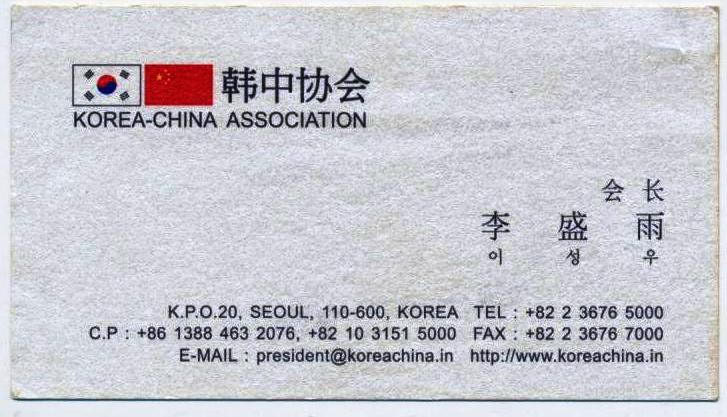 韩中协会
KOREA-CHINA ASSOCIATION
会 长
李 盛 雨
이 성 우
K.P.O.20, SEOUL, 110-600, KOREA TEL : +82 2 3676 5000
C.P : +86 1388 463 2076, +82 10 3151 5000 FAX : +82 2 3676 7000
E-MAIL : president@koreachina.in http://www.koreachina.in